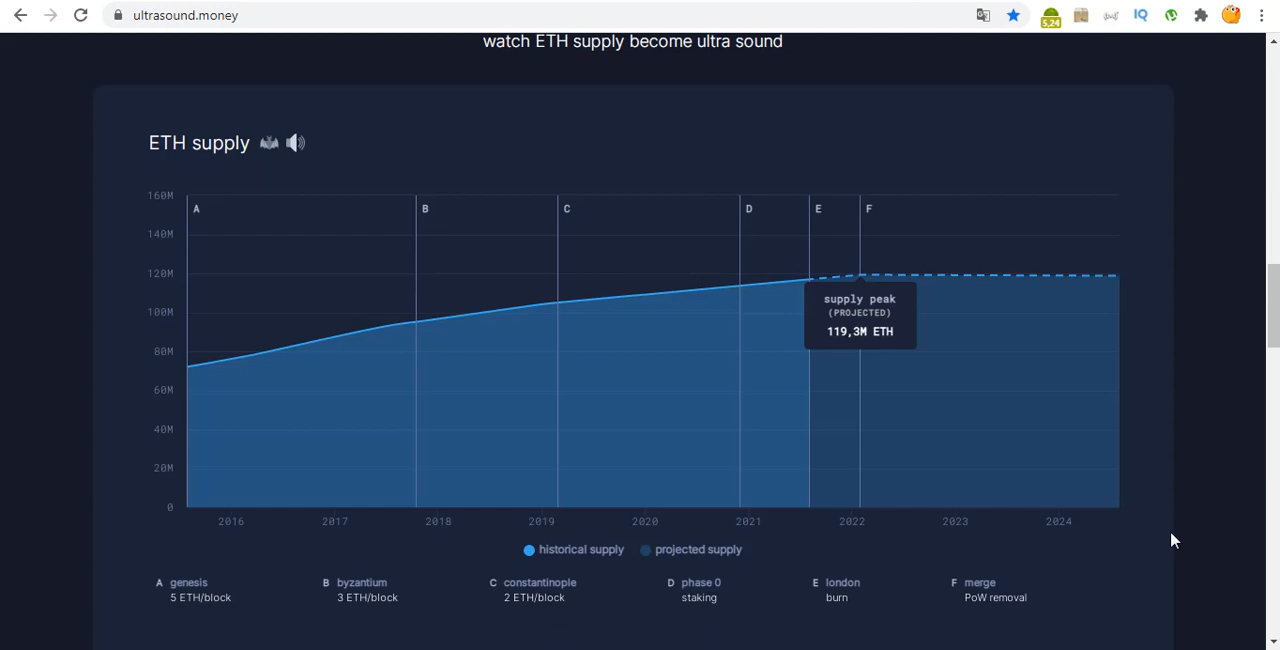 ultrasound.money
5,24
IQ
watch ETH supply become ultra sound
ETH supply
160M
140M
120M
100M
80M
60M
40M
20M
0
A
B
C
D
E
F
supply peak
(PROJECTED)
119,3M ETH
2016 2017 2018 2019 2020 2021 2022 2023 2024
historical supply projected supply
A genesis
5 ETH/block
B byzantium
3 ETH/block
C constantinople
2 ETH/block
D phase 0
staking
E london
burn
F merge
PoW removal